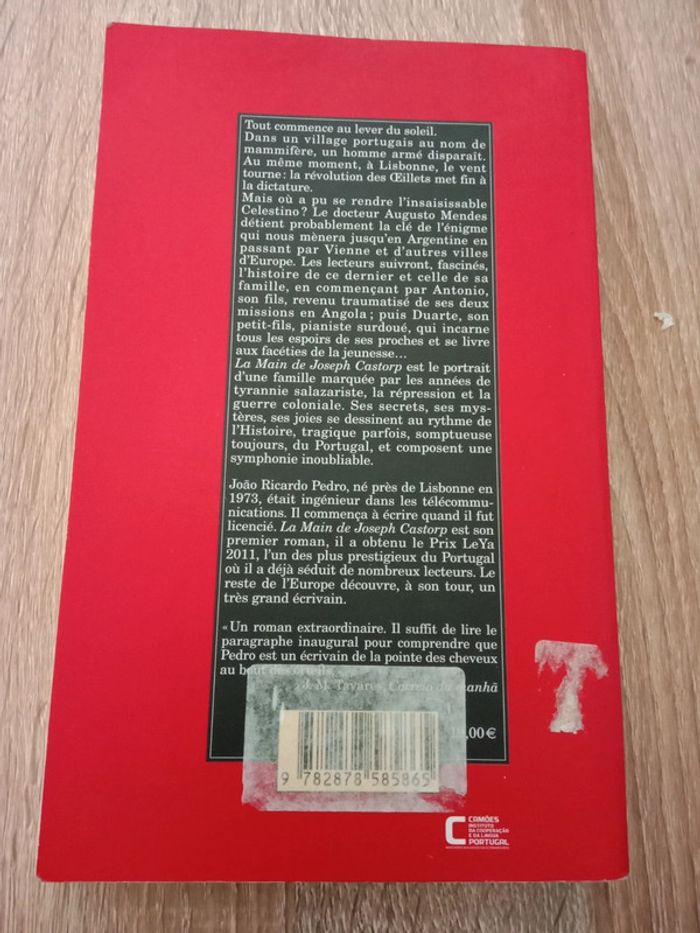 Tout commence au lever du soleil.
Dans un village portugais au nom de
mammifère, un homme armé disparaît.
Au même moment, à Lisbonne, le vent
tourne : la révolution des Œillets met fin à
la dictature.
Mais où a pu se rendre l'insaisissable
Celestino ? Le docteur Augusto Mendes
détient probablement la clé de l'énigme
qui nous mènera jusqu'en Argentine en
passant par Vienne et d'autres villes
d'Europe. Les lecteurs suivront, fascinés,
l'histoire de ce dernier et celle de sa
famille, en commençant par Antonio,
son fils, revenu traumatisé de ses deux
missions en Angola ; puis Duarte, son
petit-fils, pianiste surdoué, qui incarne
tous les espoirs de ses proches et se livre
aux facéties de la jeunesse...
La Main de Joseph Castorp est le portrait
d'une famille marquée par les années de
tyrannie salazariste, la répression et la
guerre coloniale. Ses secrets, ses mys-
tères, ses joies se dessinent au rythme de
l'Histoire, tragique parfois, somptueuse
toujours, du Portugal, et composent une
symphonie inoubliable.
João Ricardo Pedro, né près de Lisbonne en
1973, était ingénieur dans les télécommu-
nications. Il commença à écrire quand il fut
licencié. La Main de Joseph Castorp est son
premier roman, il a obtenu le Prix LeYa
2011, l'un des plus prestigieux du Portugal
où il a déjà séduit de nombreux lecteurs. Le
reste de l'Europe découvre, à son tour, un
très grand écrivain.
« Un roman extraordinaire. Il suffit de lire le
paragraphe inaugural pour comprendre que
Pedro est un écrivain de la pointe des cheveux
au bout des orteils.
J. M. Tavares, Correio da manhã
,00 €
9 782878 585865
T
C CAMÕES
INSTITUTO
DA COOPERAÇÃO
E DA LÍNGUA
PORTUGAL